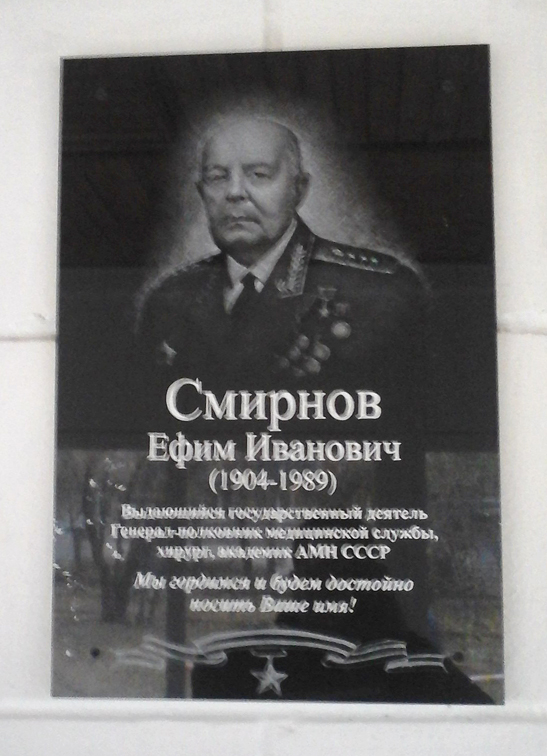 Смирнов
Ефим Иванович
(1904-1989)
Выдающийся государственный деятель
Генерал-полковник медицинской службы,
хирург, академик АМН СССР
Мы гордимся и будем достойно
носить Ваше имя!